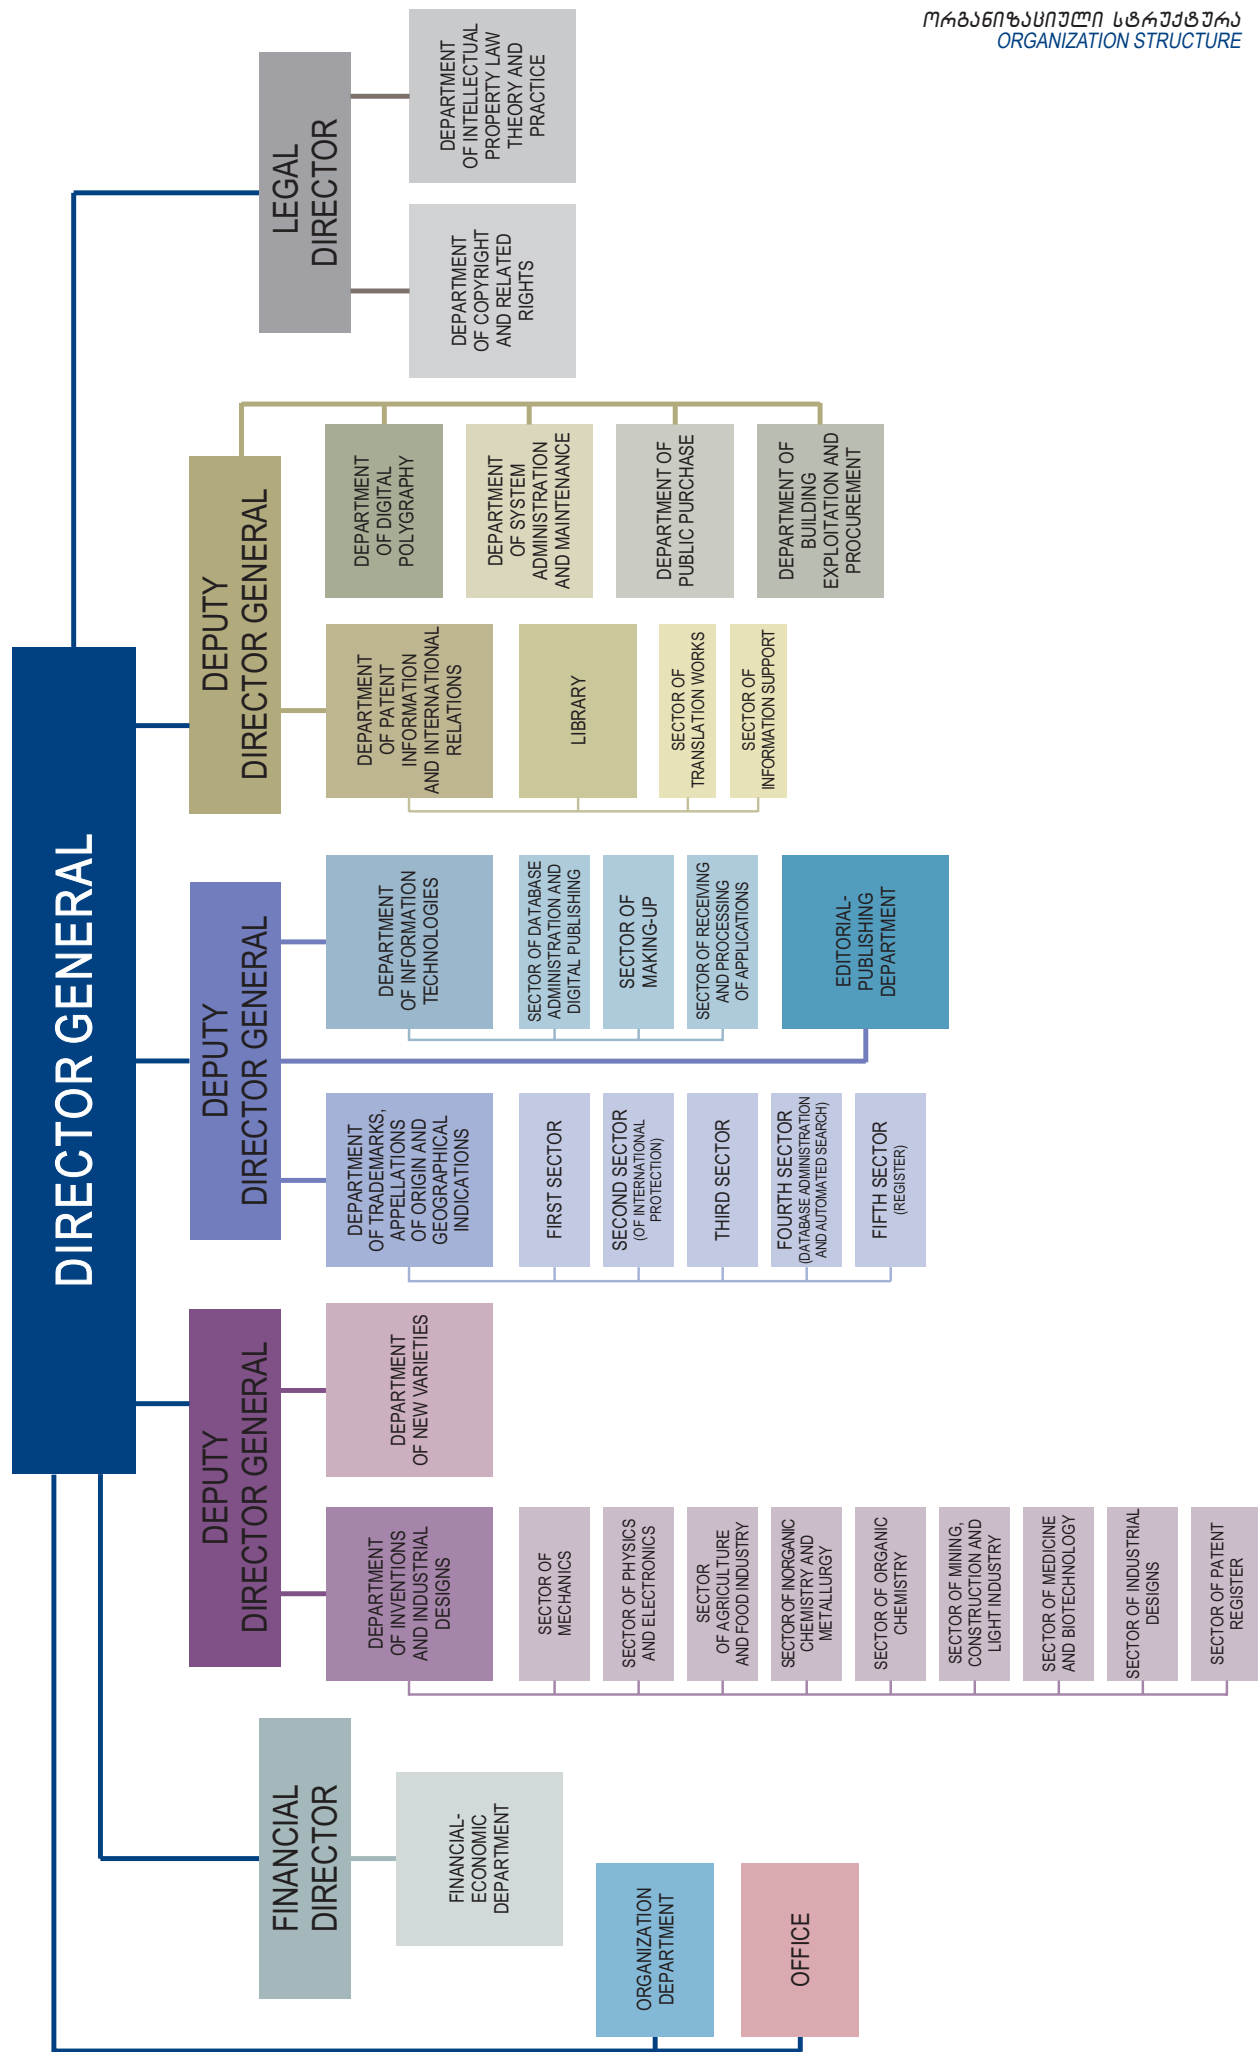 ᲝᲠᲒᲐᲜᲘᲖᲐᲪᲘᲣᲚᲘ ᲡᲢᲠᲣᲥᲢᲣᲠᲐ
ORGANIZATION STRUCTURE
DIRECTOR GENERAL
FINANCIAL
DIRECTOR
FINANCIAL-
ECONOMIC
DEPARTMENT
ORGANIZATION
DEPARTMENT
OFFICE
DEPUTY
DIRECTOR GENERAL
DEPARTMENT
OF INVENTIONS
AND INDUSTRIAL
DESIGNS
SECTOR OF
MECHANICS
SECTOR OF PHYSICS
AND ELECTRONICS
SECTOR
OF AGRICULTURE
AND FOOD INDUSTRY
SECTOR OF INORGANIC
CHEMISTRY AND
METALLURGY
SECTOR OF ORGANIC
CHEMISTRY
SECTOR OF MINING,
CONSTRUCTION AND
LIGHT INDUSTRY
SECTOR OF MEDICINE
AND BIOTECHNOLOGY
SECTOR OF INDUSTRIAL
DESIGNS
SECTOR OF PATENT
REGISTER
DEPARTMENT
OF NEW VARIETIES
DEPUTY
DIRECTOR GENERAL
DEPARTMENT
OF TRADEMARKS,
APPELLATIONS
OF ORIGIN AND
GEOGRAPHICAL
INDICATIONS
FIRST SECTOR
SECOND SECTOR
(OF INTERNATIONAL
PROTECTION)
THIRD SECTOR
FOURTH SECTOR
(DATABASE ADMINISTRATION
AND AUTOMATED SEARCH)
FIFTH SECTOR
(REGISTER)
DEPARTMENT
OF INFORMATION
TECHNOLOGIES
SECTOR OF DATABASE
ADMINISTRATION AND
DIGITAL PUBLISHING
SECTOR OF
MAKING-UP
SECTOR OF RECEIVING
AND PROCESSING
OF APPLICATIONS
EDITORIAL-
PUBLISHING
DEPARTMENT
DEPUTY
DIRECTOR GENERAL
DEPARTMENT
OF PATENT
INFORMATION
AND INTERNATIONAL
RELATIONS
LIBRARY
SECTOR OF
TRANSLATION WORKS
SECTOR OF
INFORMATION SUPPORT
DEPARTMENT
OF DIGITAL
POLYGRAPHY
DEPARTMENT
OF SYSTEM
ADMINISTRATION
AND MAINTENANCE
DEPARTMENT OF
PUBLIC PURCHASE
DEPARTMENT OF
BUILDING
EXPLOITATION AND
PROCUREMENT
LEGAL
DIRECTOR
DEPARTMENT
OF COPYRIGHT
AND RELATED
RIGHTS
DEPARTMENT
OF INTELLECTUAL
PROPERTY LAW
THEORY AND
PRACTICE